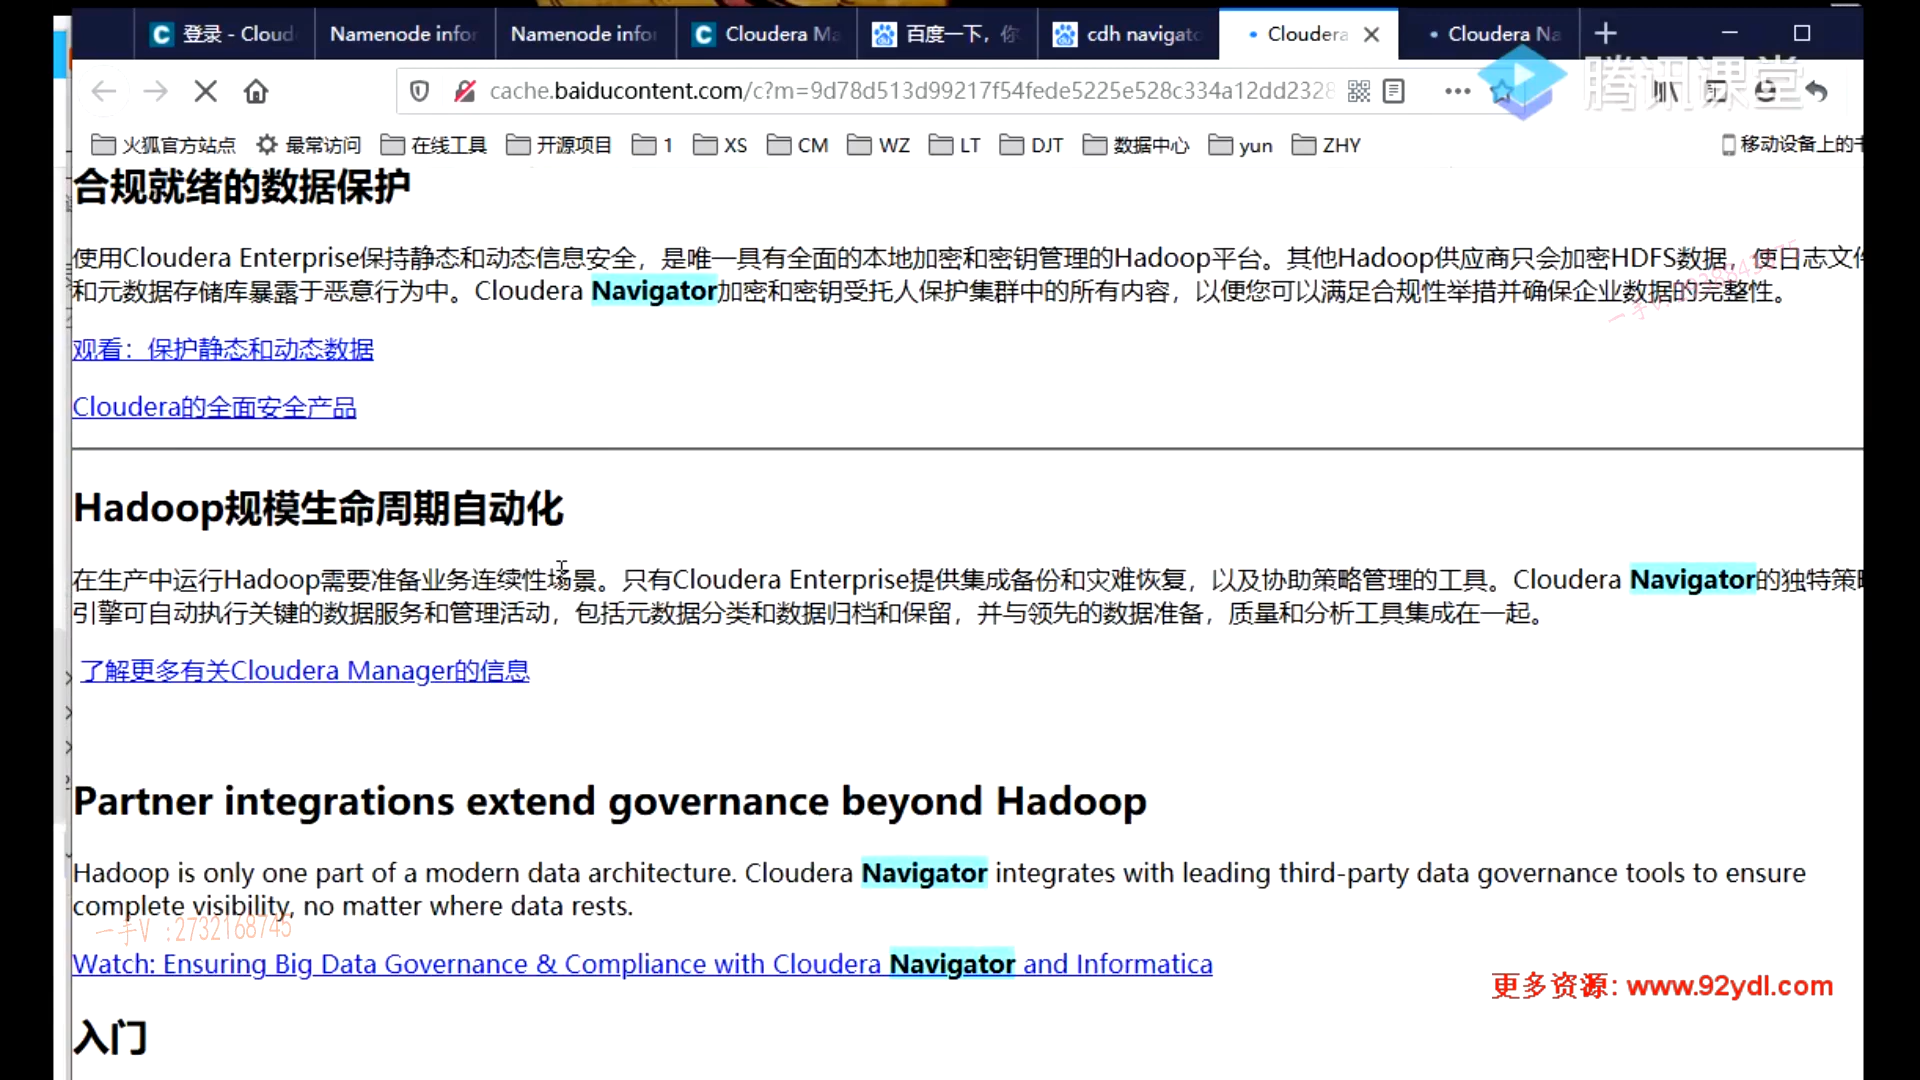 登录 - Cloud
Namenode infor
Namenode infor
Cloudera Ma
百度一下，你
cdh navigato
Cloudera
Cloudera Na
cache.baiducontent.com/c?m=9d78d513d99217f54fede5225e528c334a12dd2328
腾讯课堂
火狐官方站点
最常访问
在线工具
开源项目
1
XS
CM
WZ
LT
DJT
数据中心
yun
ZHY
移动设备上的书
合规就绪的数据保护
使用Cloudera Enterprise保持静态和动态信息安全，是唯一具有全面的本地加密和密钥管理的Hadoop平台。其他Hadoop供应商只会加密HDFS数据，使日志文件
和元数据存储库暴露于恶意行为中。Cloudera Navigator加密和密钥受托人保护集群中的所有内容，以便您可以满足合规性举措并确保企业数据的完整性。
观看：保护静态和动态数据
Cloudera的全面安全产品
Hadoop规模生命周期自动化
在生产中运行Hadoop需要准备业务连续性场景。只有Cloudera Enterprise提供集成备份和灾难恢复，以及协助策略管理的工具。Cloudera Navigator的独特策略
引擎可自动执行关键的数据服务和管理活动，包括元数据分类和数据归档和保留，并与领先的数据准备，质量和分析工具集成在一起。
了解更多有关Cloudera Manager的信息
Partner integrations extend governance beyond Hadoop
Hadoop is only one part of a modern data architecture. Cloudera Navigator integrates with leading third-party data governance tools to ensure
complete visibility, no matter where data rests.
一手V :2732168745
Watch: Ensuring Big Data Governance & Compliance with Cloudera Navigator and Informatica
更多资源: www.92ydl.com
入门